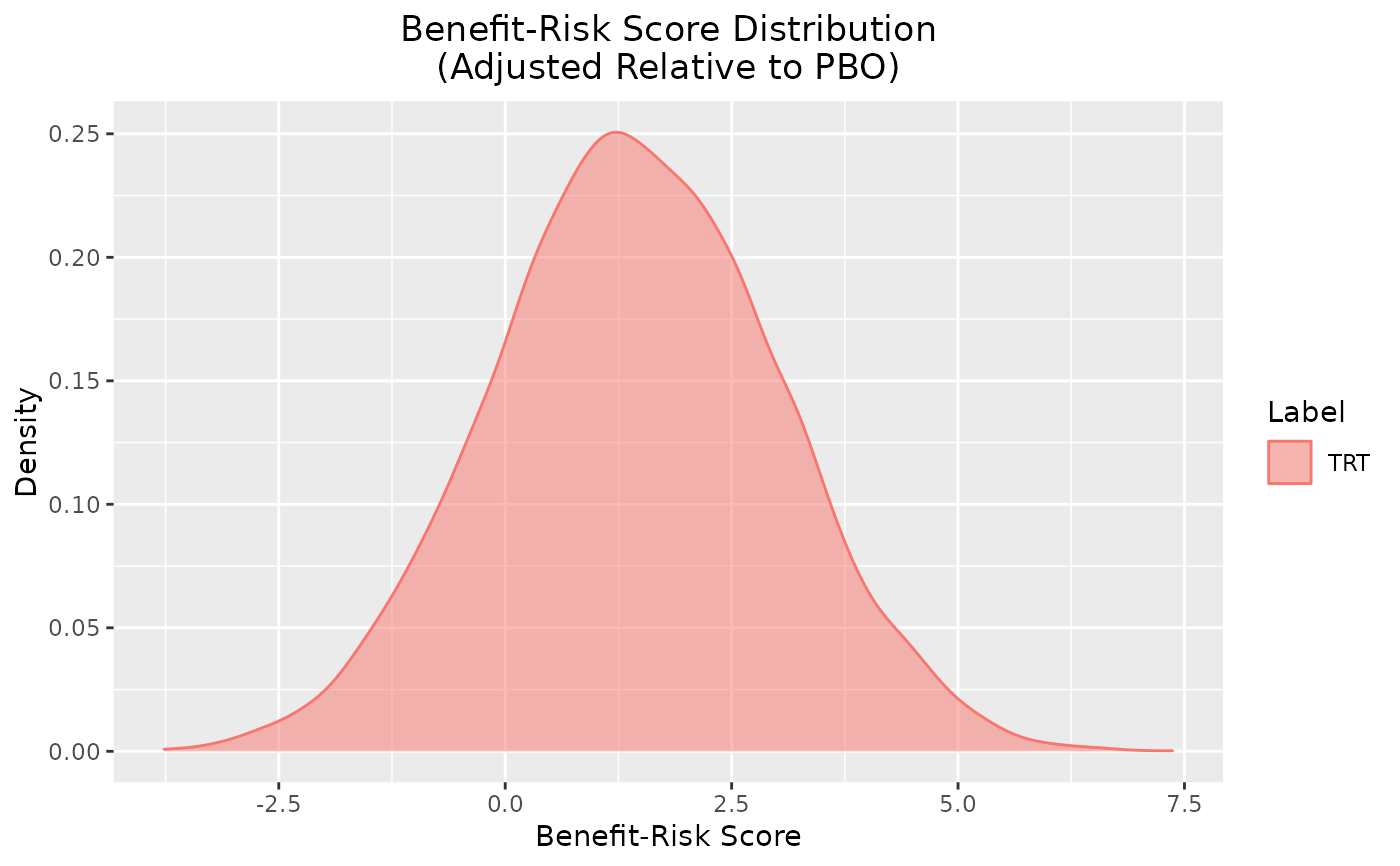 Benefit-Risk Score Distribution
(Adjusted Relative to PBO)
Density
0.25
0.20
0.15
0.10
0.05
0.00
-2.5 0.0 2.5 5.0 7.5
Benefit-Risk Score
Label
TRT